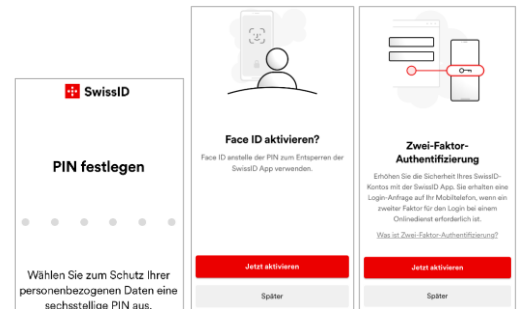 SwissID
PIN festlegen
Wählen Sie zum Schutz Ihrer
personenbezogenen Daten eine
sechsstellige PIN aus.
Face ID aktivieren?
Face ID anstelle der PIN zum Entsperren der
SwissID App verwenden.
Jetzt aktivieren
Später
Zwei-Faktor-
Authentifizierung
Erhöhen Sie die Sicherheit Ihres SwissID-
Kontos mit der SwissID App. Sie erhalten eine
Login-Anfrage auf Ihr Mobiltelefon, wenn ein
zweiter Faktor für den Login bei einem
Onlinedienst erforderlich ist.
Was ist Zwei-Faktor-Authentifizierung?
Jetzt aktivieren
Später